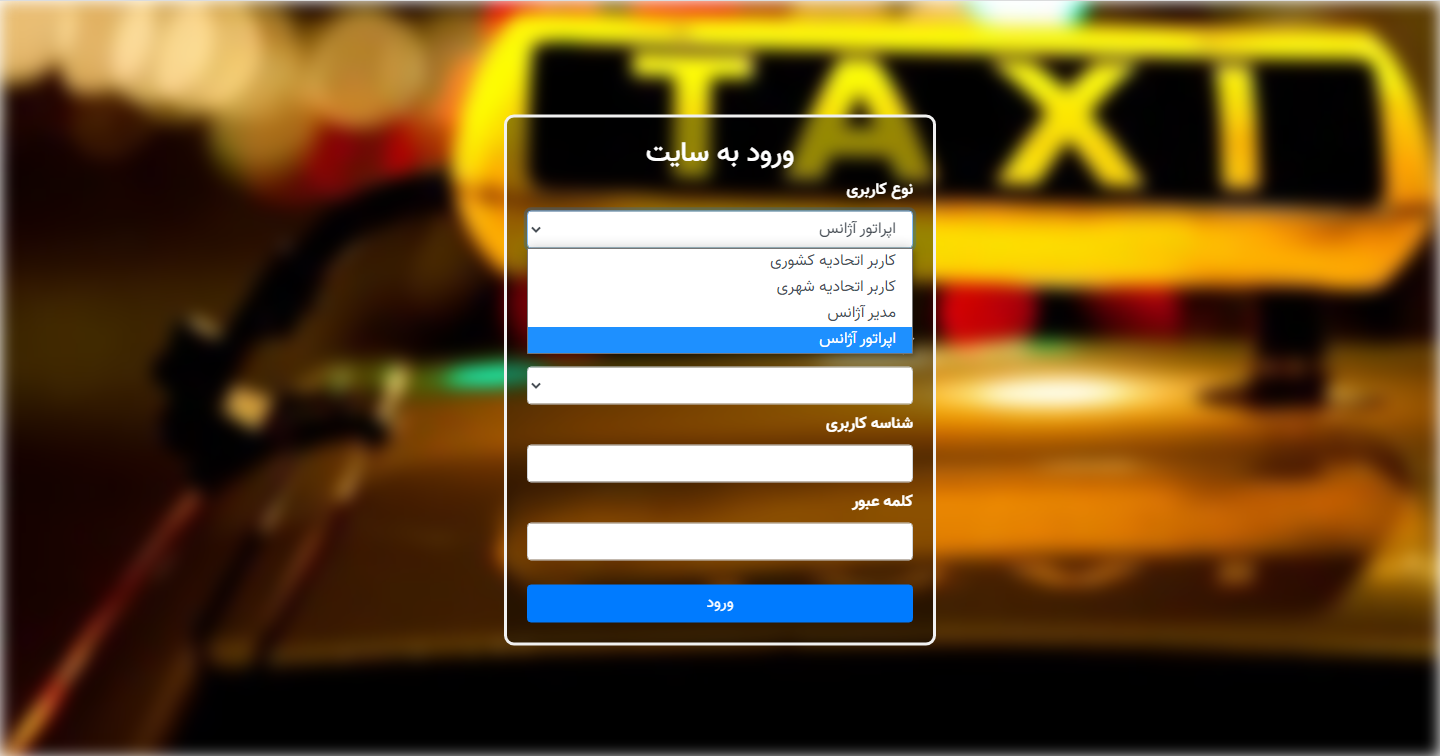 TAXI
ورود به سایت
نوع کاربری
اپراتور آژانس
کاربر اتحادیه کشوری
کاربر اتحادیه شهری
مدیر آژانس
اپراتور آژانس
شناسه کاربری
کلمه عبور
ورود